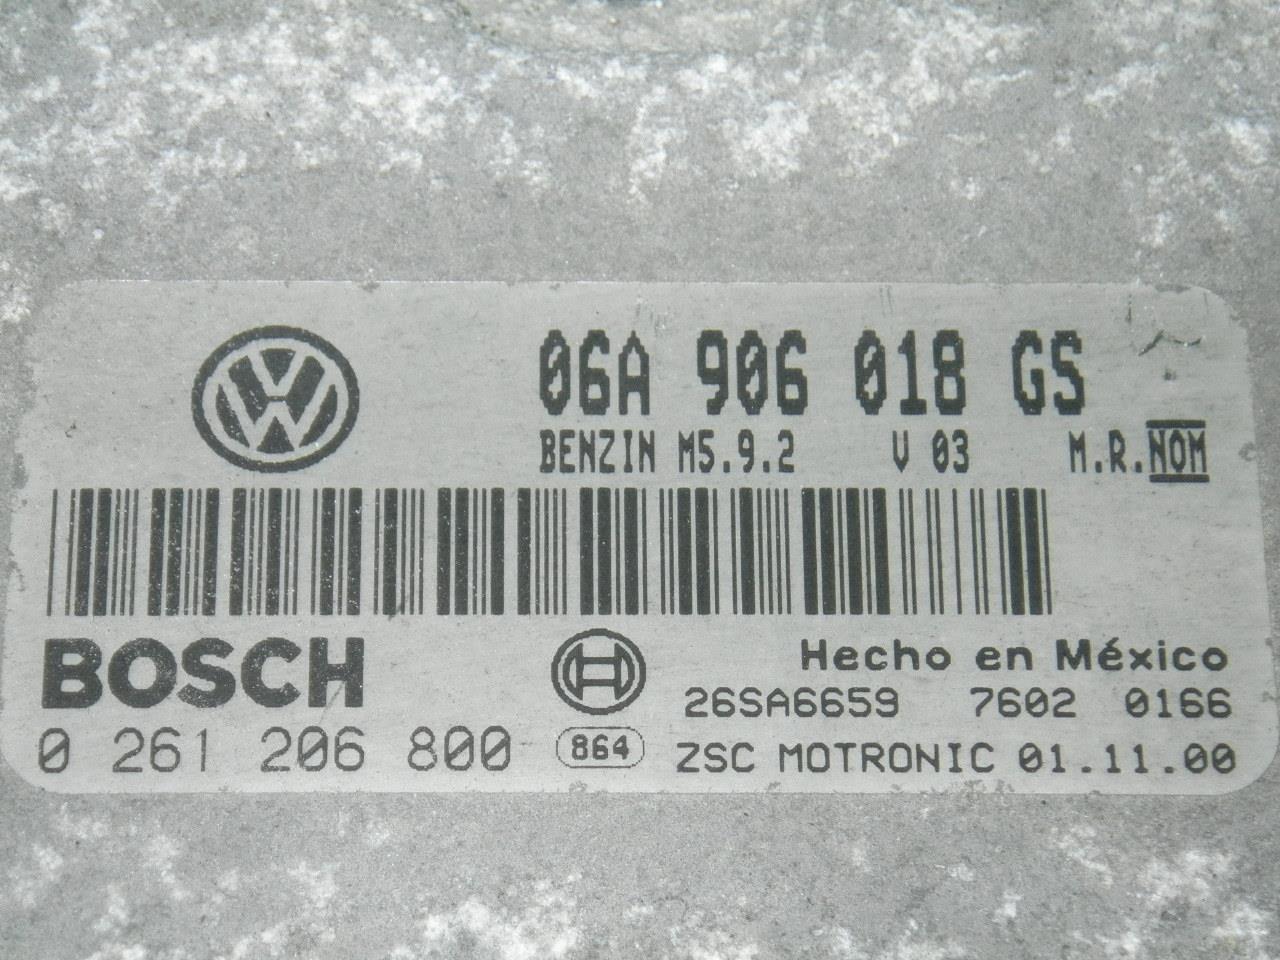 06A 906 018 GS
BENZIN M5.9.2 V 03 M.R.NOM
BOSCH
Hecho en México
26SA6659 7602 0166
0 261 206 800
864
ZSC MOTRONIC 01.11.00